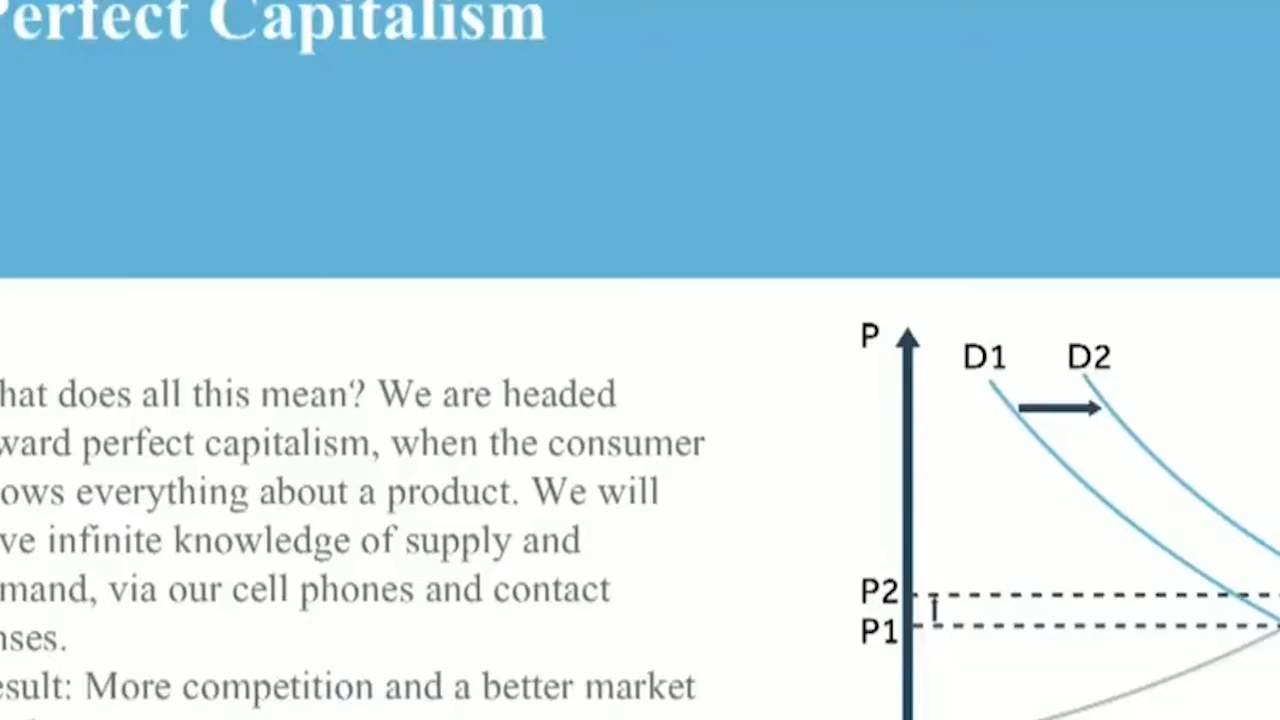 Perfect Capitalism
hat does all this mean? We are headed
ward perfect capitalism, when the consumer
ows everything about a product. We will
ve infinite knowledge of supply and
mand, via our cell phones and contact
nses.
esult: More competition and a better market
P
D1
D2
P2
P1